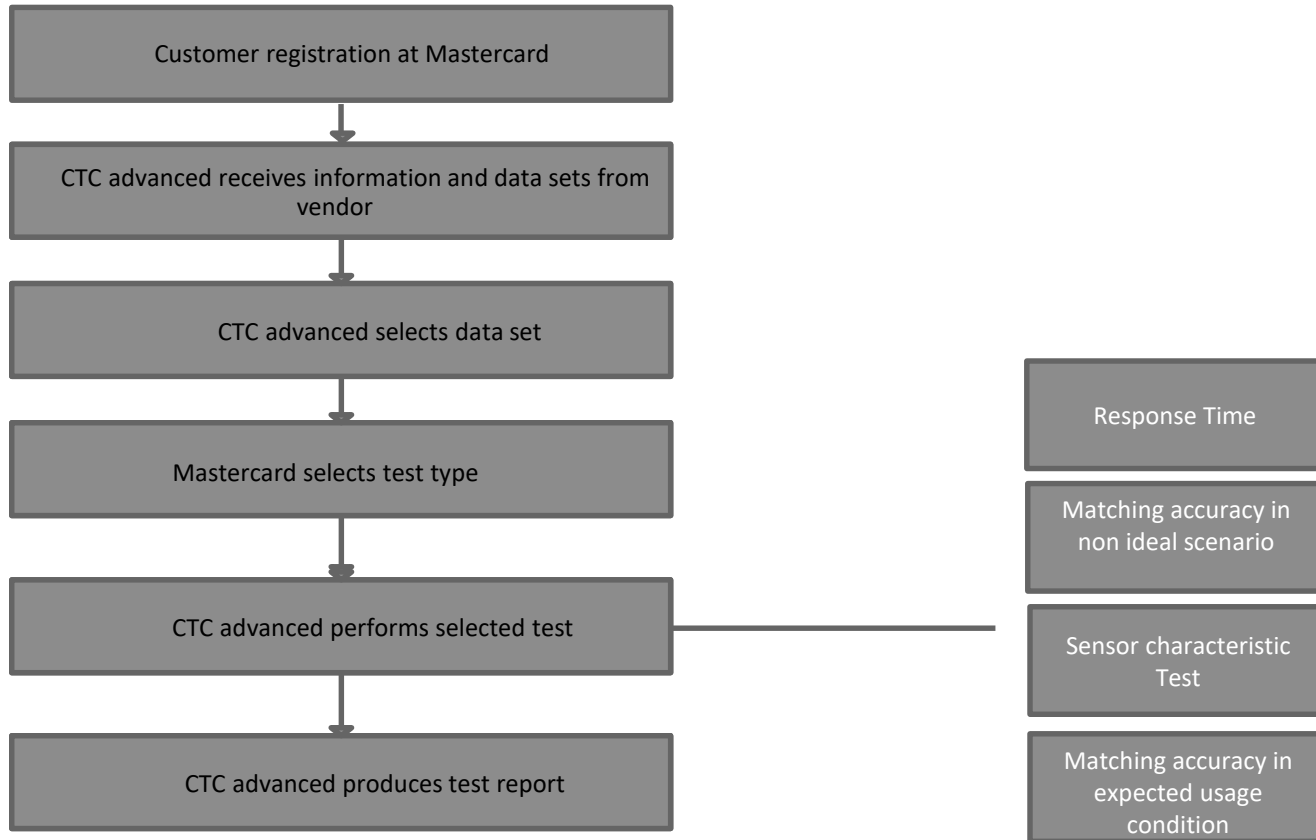 Customer registration at Mastercard
CTC advanced receives information and data sets from
vendor
CTC advanced selects data set
Mastercard selects test type
CTC advanced performs selected test
CTC advanced produces test report
Response Time
Matching accuracy in
non ideal scenario
Sensor characteristic
Test
Matching accuracy in
expected usage
condition